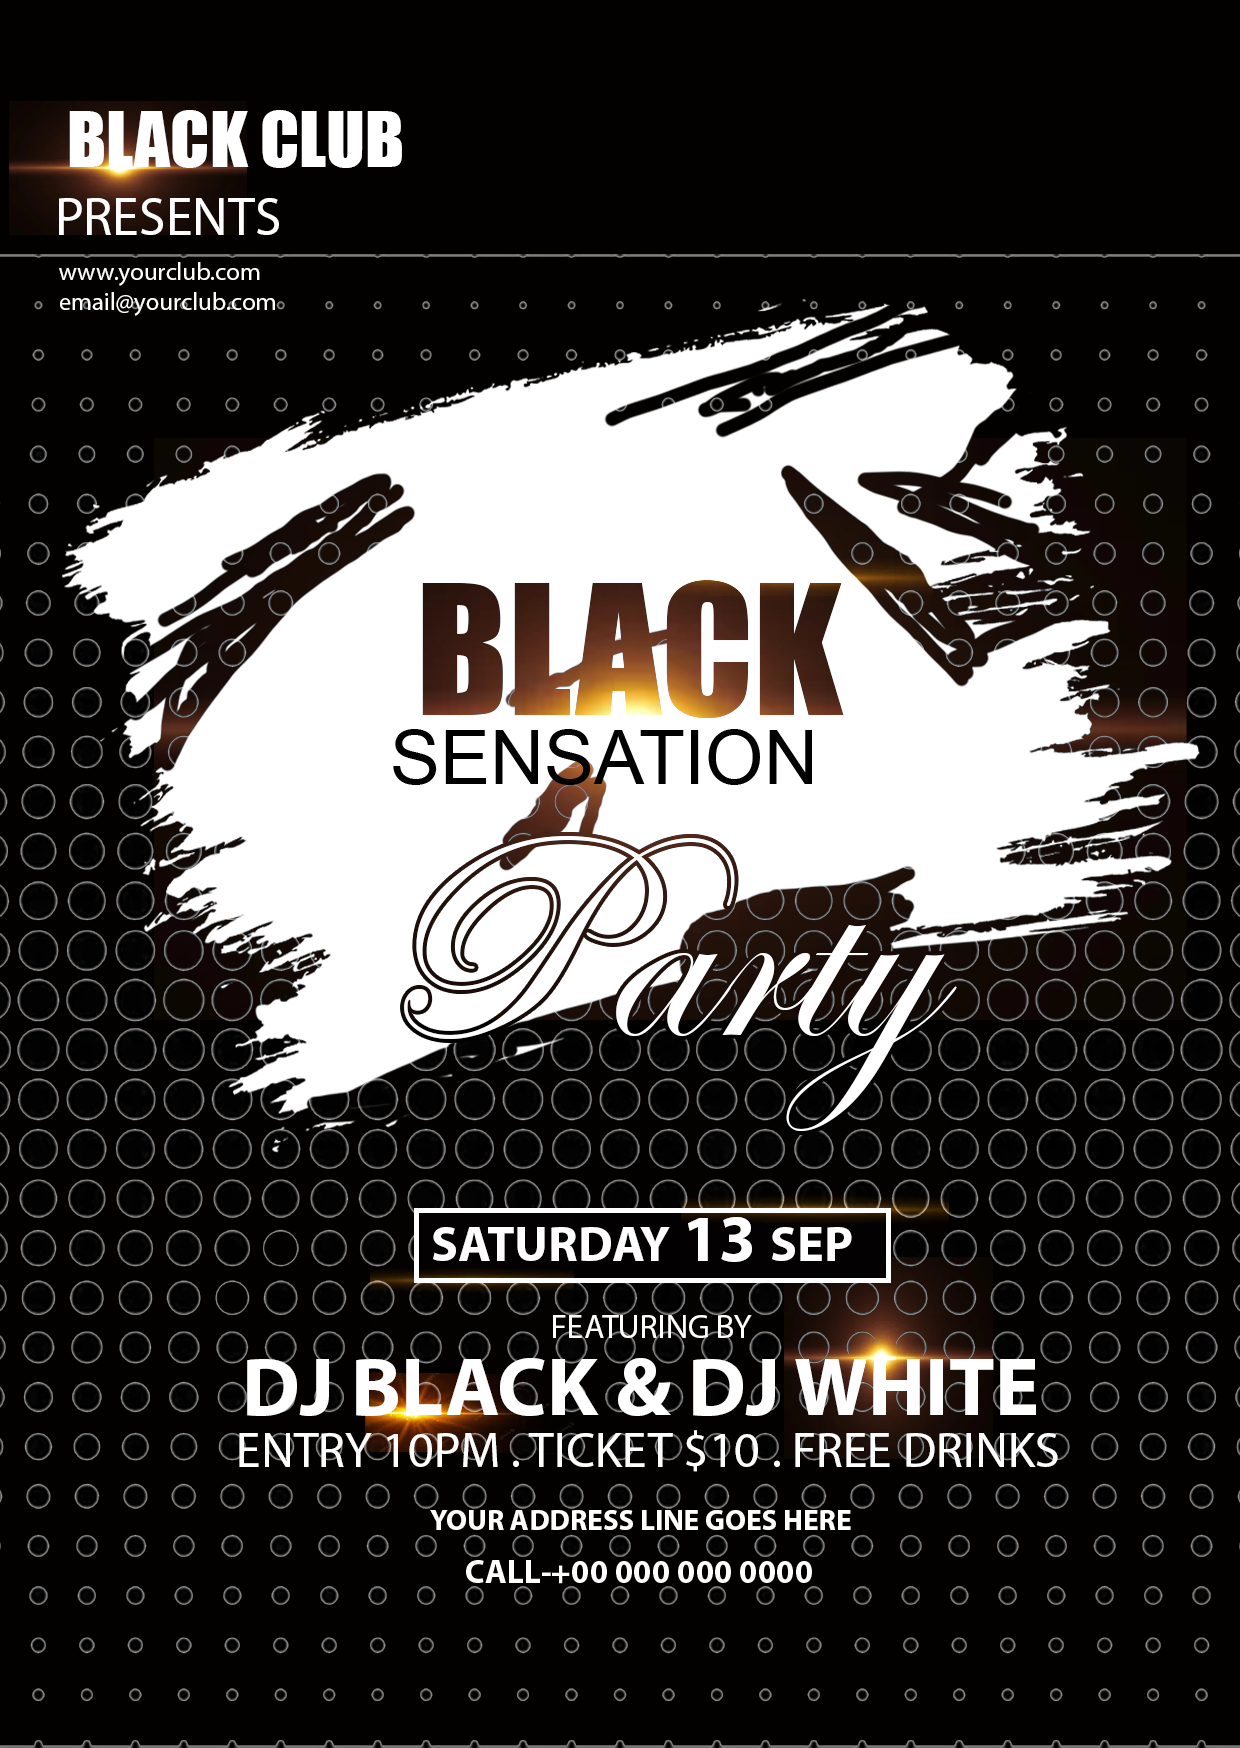 BLACK CLUB
PRESENTS
www.yourclub.com
email@yourclub.com
BLACK
SENSATION
Party
SATURDAY 13 SEP
FEATURING BY
DJ BLACK & DJ WHITE
ENTRY 10PM . TICKET $10 . FREE DRINKS
YOUR ADDRESS LINE GOES HERE
CALL-+00 000 000 0000